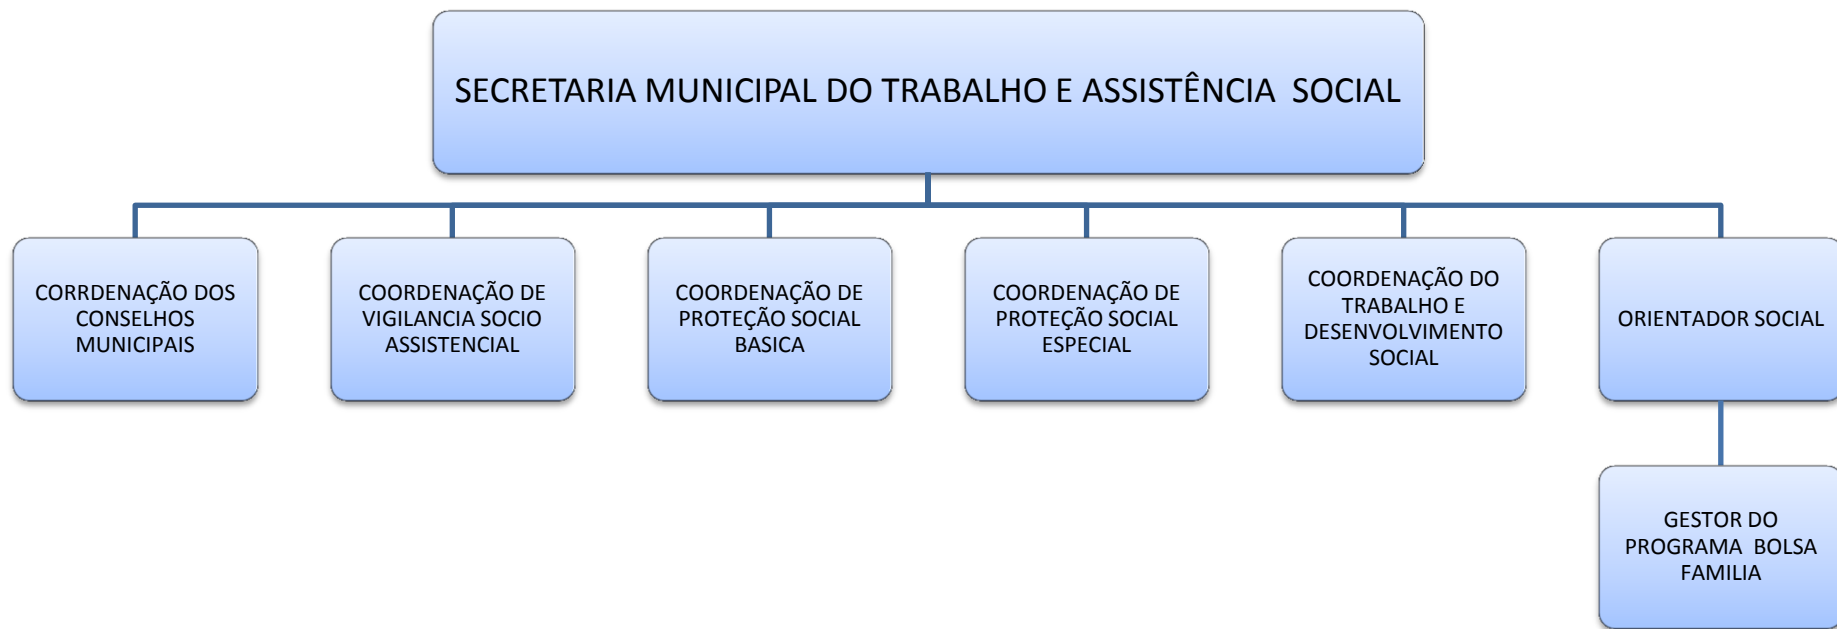 SECRETARIA MUNICIPAL DO TRABALHO E ASSISTÊNCIA SOCIAL
CORRDENAÇÃO DOS
CONSELHOS
MUNICIPAIS
COORDENAÇÃO DE
VIGILANCIA SOCIO
ASSISTENCIAL
COORDENAÇÃO DE
PROTEÇÃO SOCIAL
BASICA
COORDENAÇÃO DE
PROTEÇÃO SOCIAL
ESPECIAL
COORDENAÇÃO DO
TRABALHO E
DESENVOLVIMENTO
SOCIAL
ORIENTADOR SOCIAL
GESTOR DO
PROGRAMA BOLSA
FAMILIA